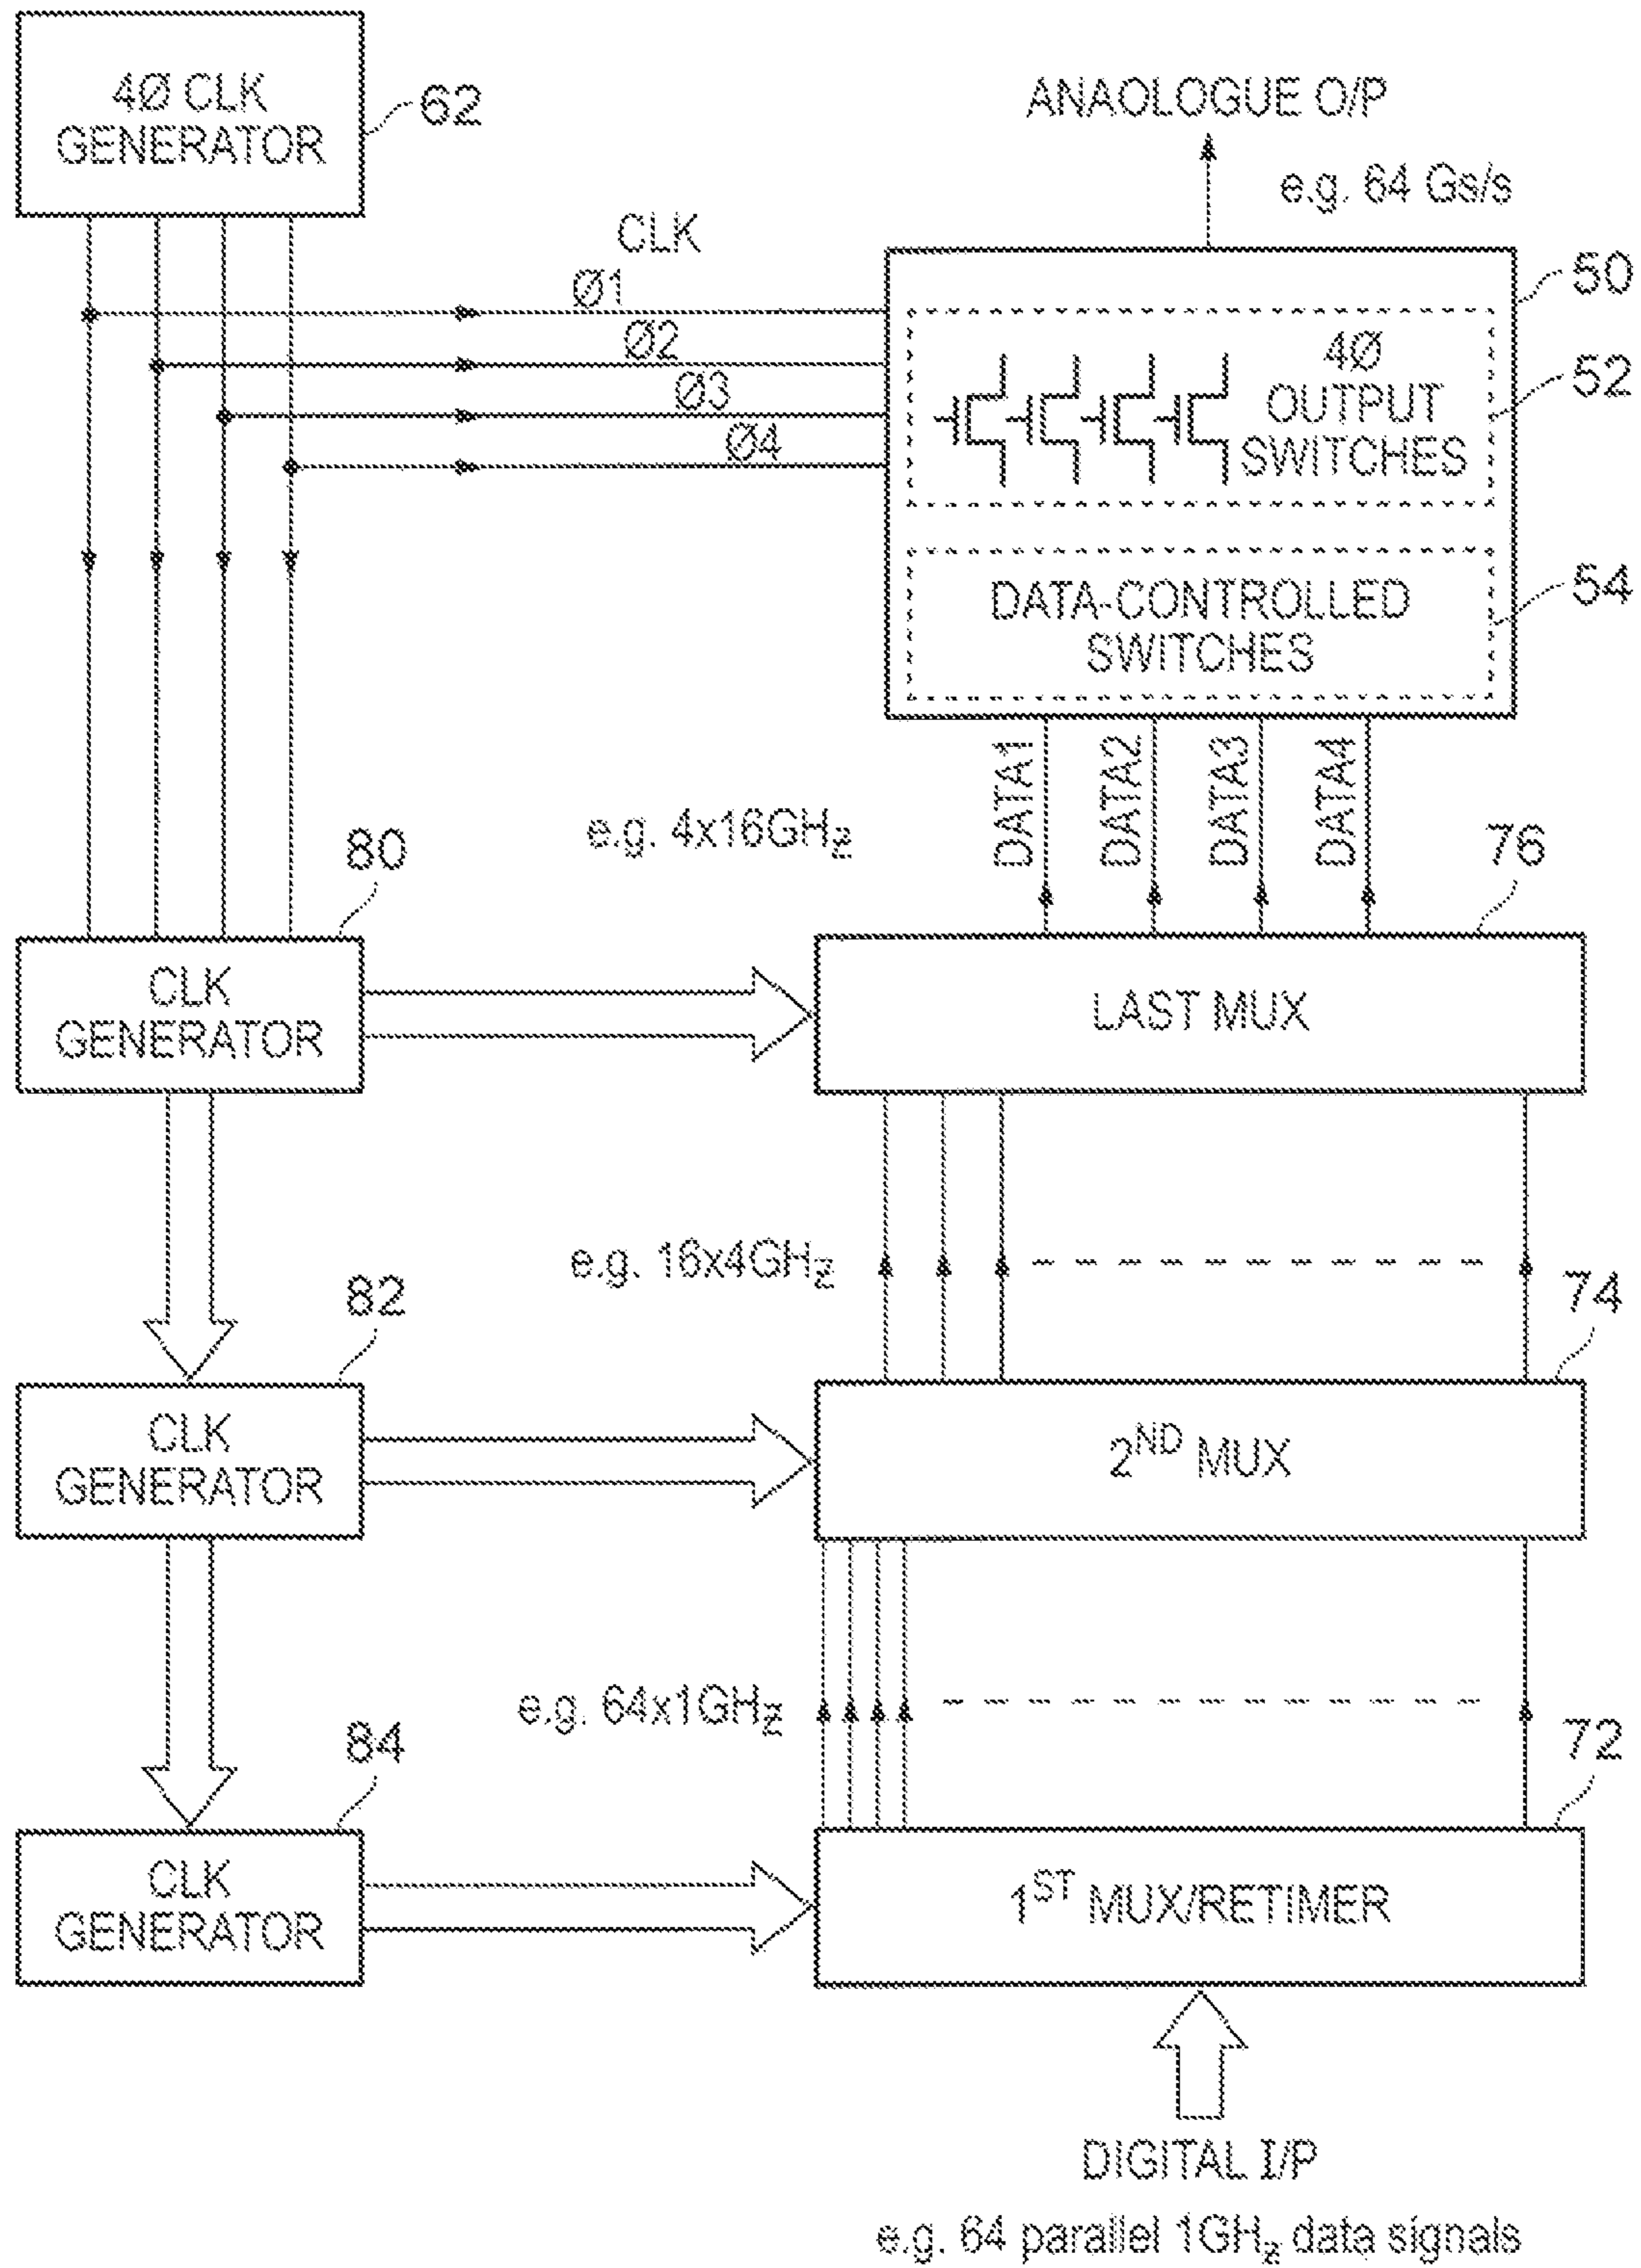 4Ø CLK
GENERATOR
62
ANAOLOGUE O/P
e.g. 64 Gs/s
CLK
Ø1
Ø2
Ø3
Ø4
50
4Ø
OUTPUT
SWITCHES
52
DATA-CONTROLLED
SWITCHES
54
DATA1
DATA2
DATA3
DATA4
e.g. 4x16GHz
80
CLK
GENERATOR
76
LAST MUX
e.g. 16x4GHz
82
CLK
GENERATOR
74
2ND MUX
e.g. 64x1GHz
84
CLK
GENERATOR
72
1ST MUX/RETIMER
DIGITAL I/P
e.g. 64 parallel 1GHz data signals